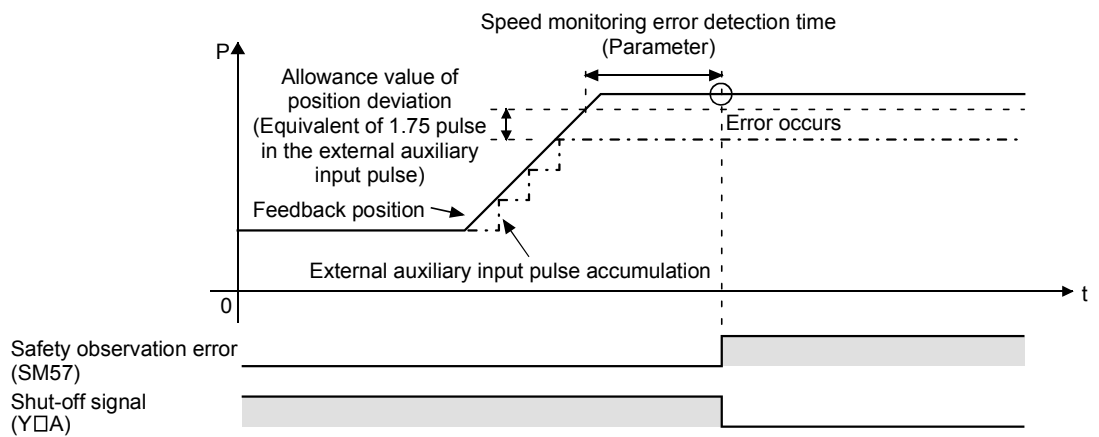 Speed monitoring error detection time
(Parameter)
P
Allowance value of
position deviation
(Equivalent of 1.75 pulse
in the external auxiliary
input pulse)
Error occurs
Feedback position
External auxiliary input pulse accumulation
0
t
Safety observation error
(SM57)
Shut-off signal
(Y□A)